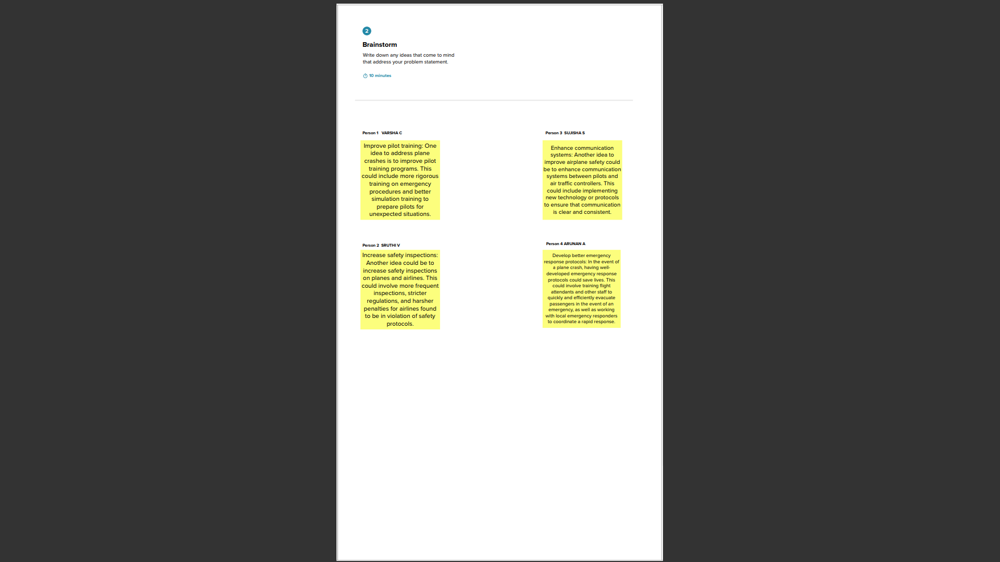 2
Brainstorm
Write down any ideas that come to mind
that address your problem statement.
10 minutes
Person 1 VARSHA C
Improve pilot training: One
idea to address plane
crashes is to improve pilot
training programs. This
could include more rigorous
training on emergency
procedures and better
simulation training to
prepare pilots for
unexpected situations.
Person 2 SRUTHI V
Increase safety inspections:
Another idea could be to
increase safety inspections
on planes and airlines. This
could involve more frequent
inspections, stricter
regulations, and harsher
penalties for airlines found
to be in violation of safety
protocols.
Person 3 SUJISHA S
Enhance communication
systems: Another idea to
improve airplane safety could
be to enhance communication
systems between pilots and
air traffic controllers. This
could include implementing
new technology or protocols
to ensure that communication
is clear and consistent.
Person 4 ARUNAN A
Develop better emergency
response protocols: In the event of
a plane crash, having well-
developed emergency response
protocols could save lives. This
could involve training flight
attendants and other staff to
quickly and efficiently evacuate
passengers in the event of an
emergency, as well as working
with local emergency responders
to coordinate a rapid response.